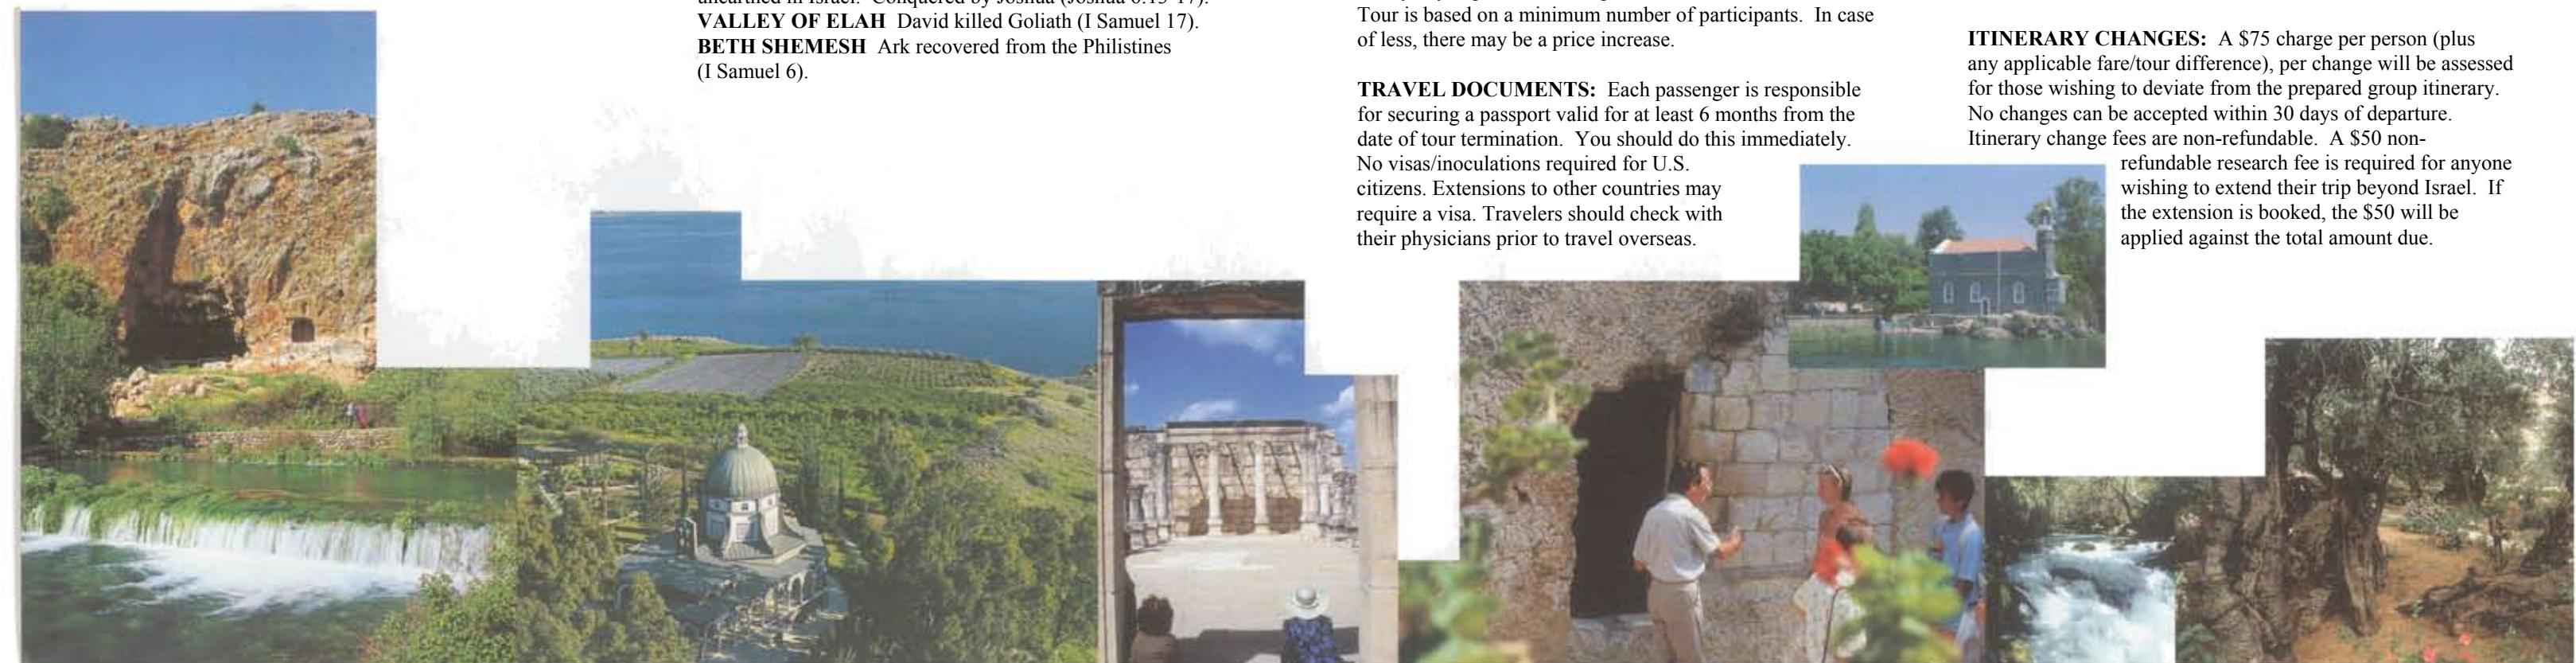 unearthed in Israel.  Conquered by Joshua (Joshua 6:15-17).
VALLEY OF ELAH  David killed Goliath (I Samuel 17).
BETH SHEMESH  Ark recovered from the Philistines
(I Samuel 6).
Tour is based on a minimum number of participants.  In case
of less, there may be a price increase.
TRAVEL DOCUMENTS:  Each passenger is responsible
for securing a passport valid for at least 6 months from the
date of tour termination.  You should do this immediately.
No visas/inoculations required for U.S.
citizens. Extensions to other countries may
require a visa. Travelers should check with
their physicians prior to travel overseas.
ITINERARY CHANGES:  A $75 charge per person (plus
any applicable fare/tour difference), per change will be assessed
for those wishing to deviate from the prepared group itinerary.
No changes can be accepted within 30 days of departure.
Itinerary change fees are non-refundable.  A $50 non-
refundable research fee is required for anyone
wishing to extend their trip beyond Israel.  If
the extension is booked, the $50 will be
applied against the total amount due.